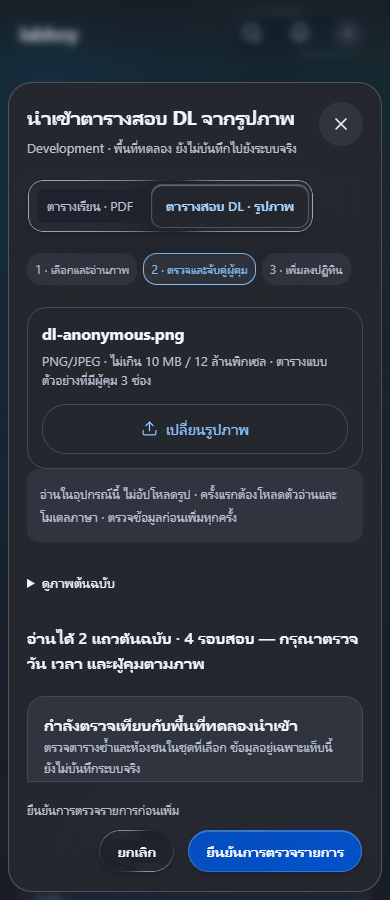 นำเข้าตารางสอบ DL จากรูปภาพ
Development · พื้นที่ทดลอง ยังไม่บันทึกไปยังระบบจริง
ตารางเรียน · PDF
ตารางสอบ DL · รูปภาพ
1 · เลือกและอ่านภาพ
2 · ตรวจและจับคู่ผู้คุม
3 · เพิ่มลงปฏิทิน
dl-anonymous.png
PNG/JPEG · ไม่เกิน 10 MB / 12 ล้านพิกเซล · ตารางแบบ
ตัวอย่างที่มีผู้คุม 3 ช่อง
เปลี่ยนรูปภาพ
อ่านในอุปกรณ์นี้ ไม่อัปโหลดรูป · ครั้งแรกต้องโหลดตัวอ่านและ
โมเดลภาษา · ตรวจข้อมูลก่อนเพิ่มทุกครั้ง
ดูภาพต้นฉบับ
อ่านได้ 2 แถวต้นฉบับ · 4 รอบสอบ — กรุณาตรวจ
วัน เวลา และผู้คุมตามภาพ
กำลังตรวจเทียบกับพื้นที่ทดลองนำเข้า
ตรวจตารางซ้ำและห้องชนในชุดที่เลือก ข้อมูลอยู่เฉพาะแท็บนี้
ยังไม่บันทึกระบบจริง
ยืนยันการตรวจรายการก่อนเพิ่ม
ยกเลิก
ยืนยันการตรวจรายการ